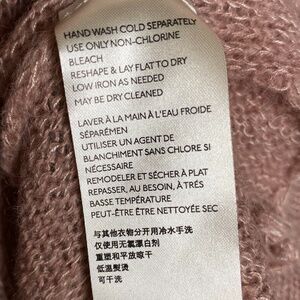 HAND WASH COLD SEPARATELY
USE ONLY NON-CHLORINE
BLEACH
RESHAPE & LAY FLAT TO DRY
LOW IRON AS NEEDED
MAY BE DRY CLEANED
LAVER À LA MAIN À L'EAU FROIDE
SÉPARÉMEN
UTILISER UN AGENT DE
BLANCHIMENT SANS CHLORE SI
NÉCESSAIRE
REMODELER ET SÉCHER À PLAT
REPASSER, AU BESOIN, À TRÉS
BASSE TEMPÉRATURE
PEUT-ÉTRE ÉTRE NETTOYÉE SEC
与其他衣物分开用冷水手洗
仅使用无氯漂白剂
重塑和平放晾干
低温熨烫
可干洗